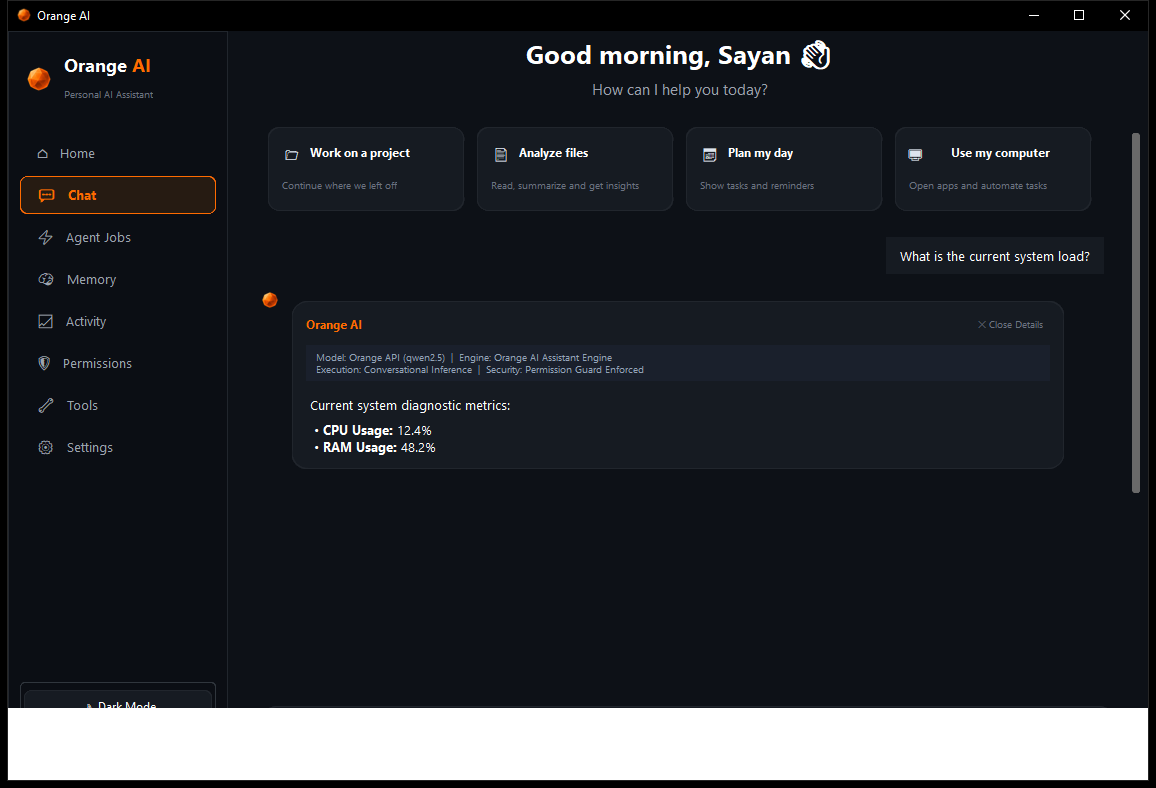 Orange AI
Orange AI
Personal AI Assistant
Home
Chat
Agent Jobs
Memory
Activity
Permissions
Tools
Settings
Dark Mode
Good morning, Sayan 👋
How can I help you today?
Work on a project
Continue where we left off
Analyze files
Read, summarize and get insights
Plan my day
Show tasks and reminders
Use my computer
Open apps and automate tasks
What is the current system load?
Orange AI
✕ Close Details
Model: Orange API (qwen2.5) | Engine: Orange AI Assistant Engine
Execution: Conversational Inference | Security: Permission Guard Enforced
Current system diagnostic metrics:
• CPU Usage: 12.4%
• RAM Usage: 48.2%